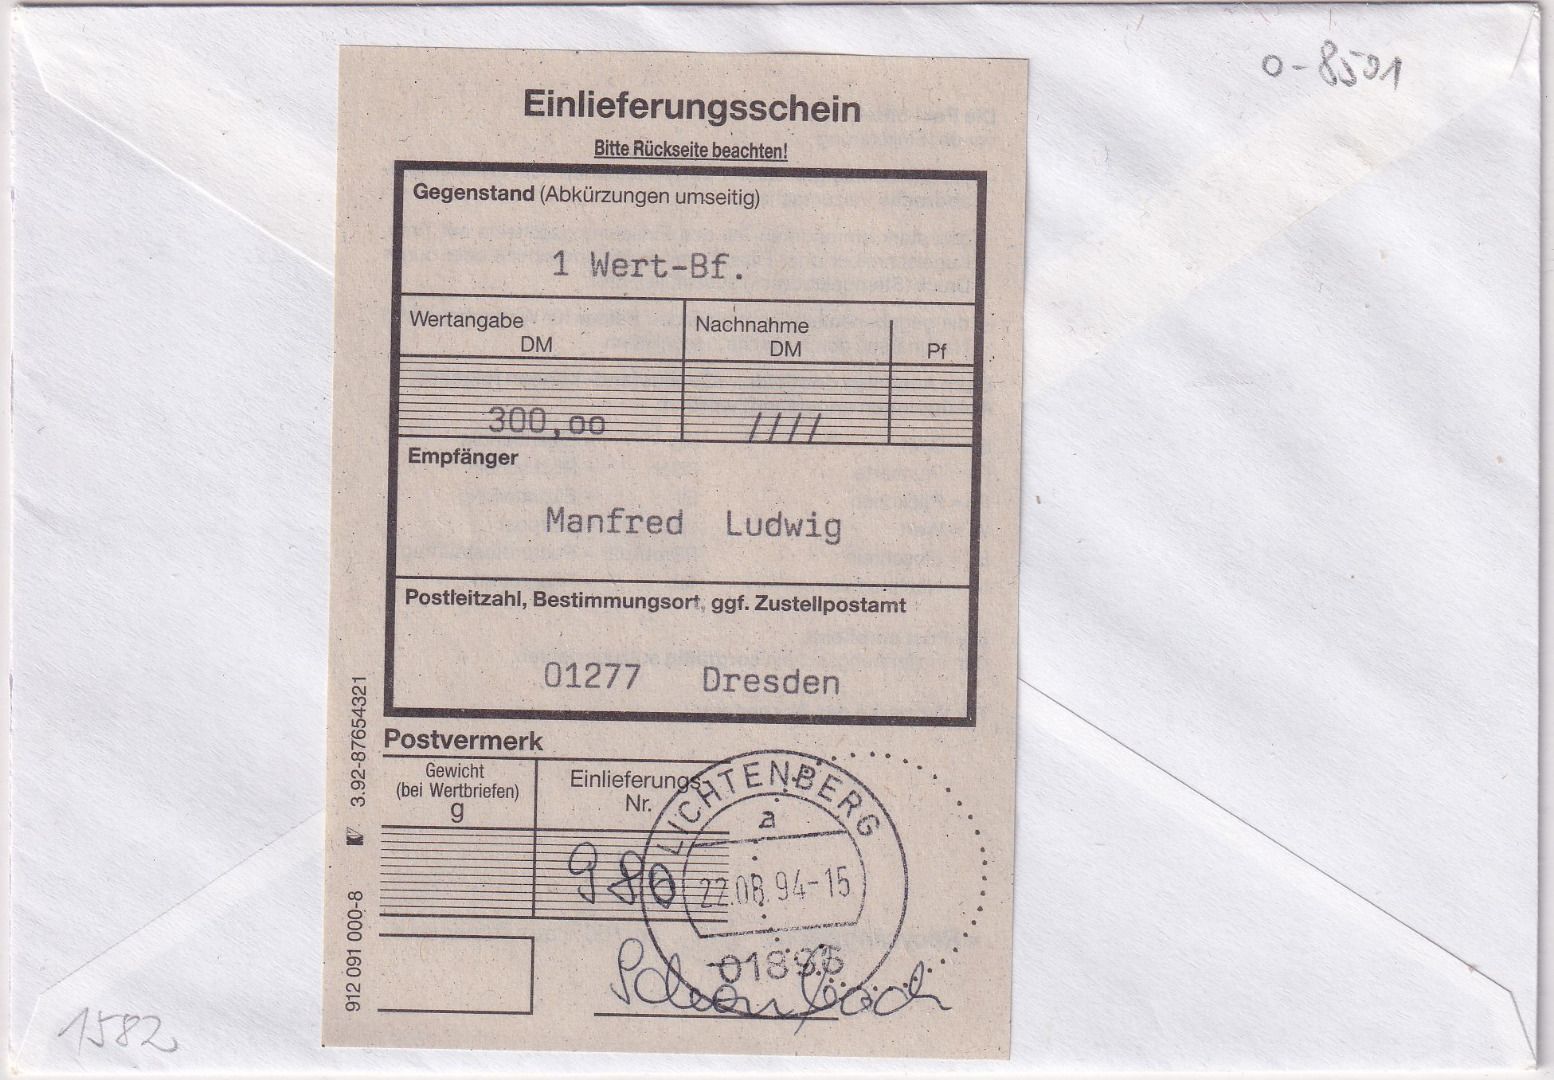 o-8501
Einlieferungsschein
Bitte Rückseite beachten!
Gegenstand (Abkürzungen umseitig)
1 Wert-Bf.
Wertangabe
DM
Nachnahme
DM
Pf
300,oo
////
Empfänger
Manfred Ludwig
Postleitzahl, Bestimmungsort, ggf. Zustellpostamt
01277 Dresden
Postvermerk
Gewicht
(bei Wertbriefen)
g
Einlieferungs-
Nr.
980
LICHTENBERG
a
22.08.94-15
01896
912 091 000-8
3.92-87654321
1582